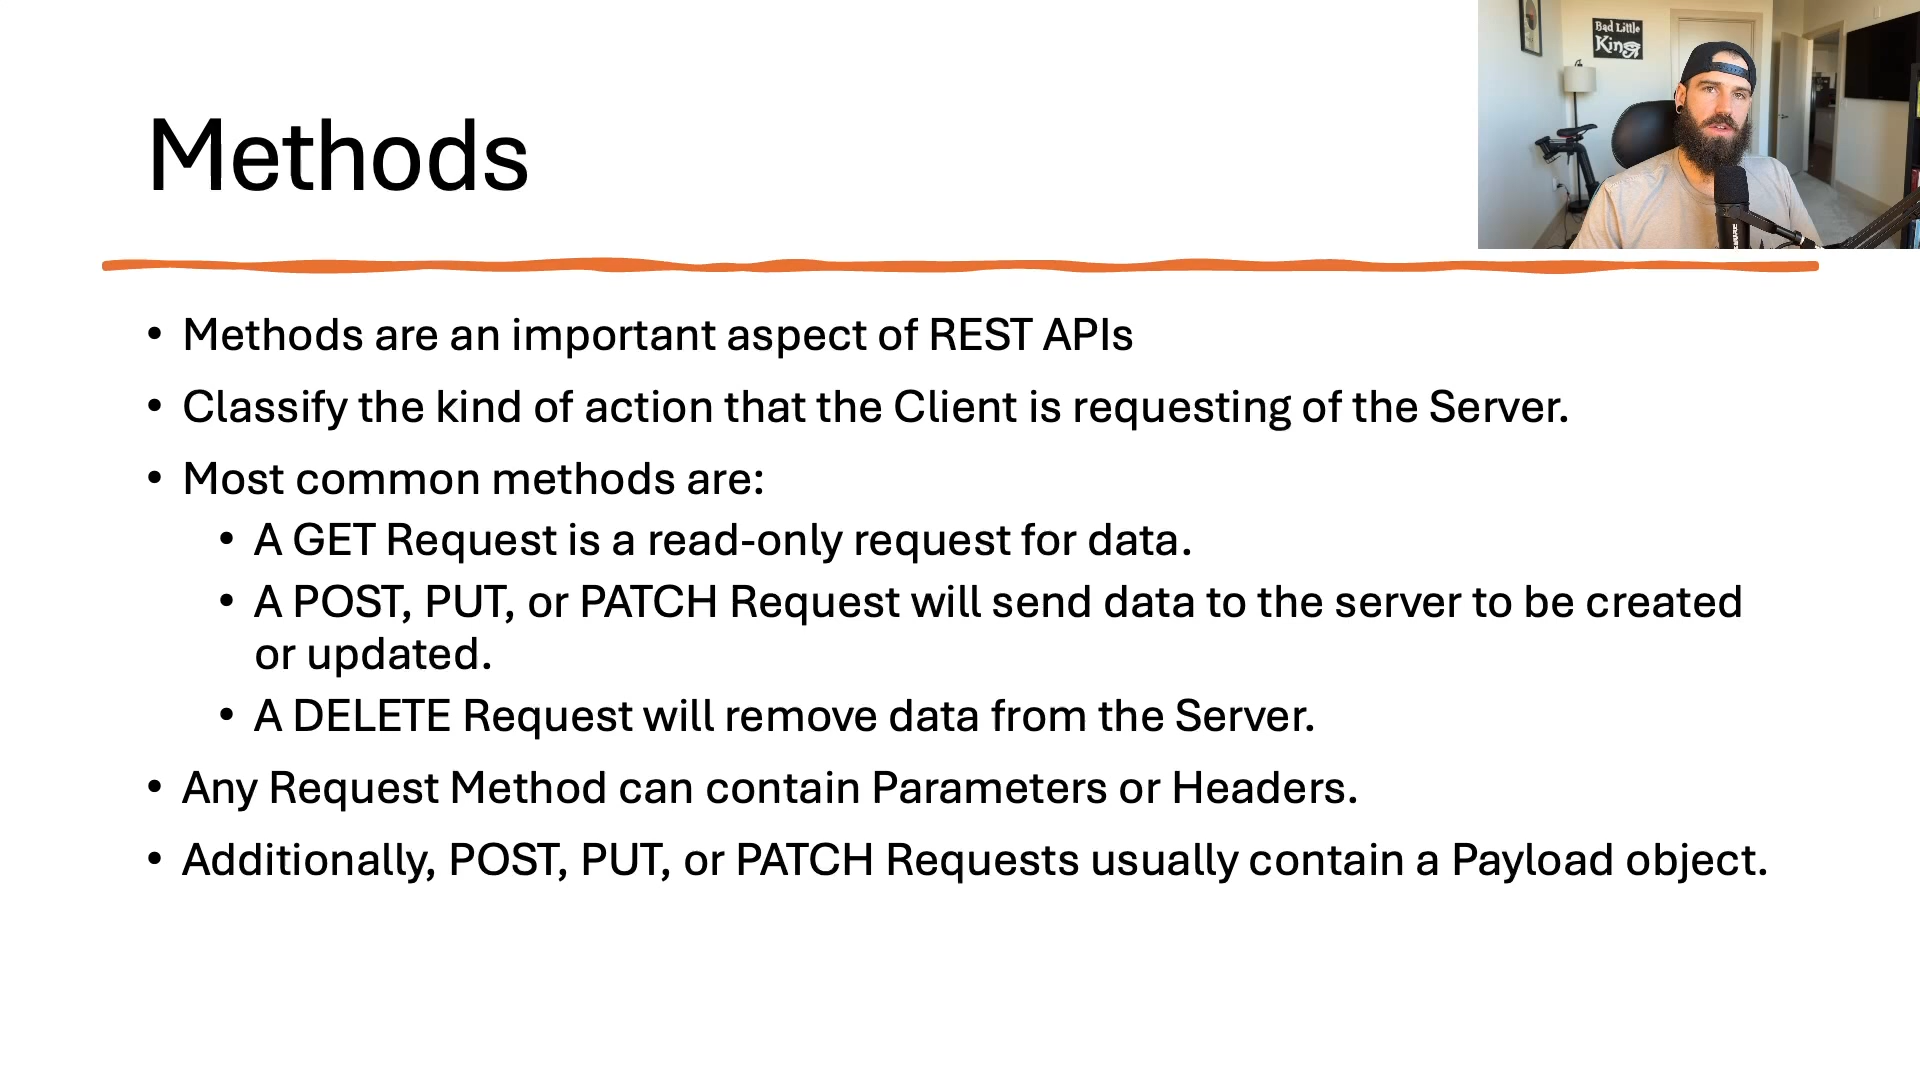 Bad Little
King
Methods
• Methods are an important aspect of REST APIs
• Classify the kind of action that the Client is requesting of the Server.
• Most common methods are:
• A GET Request is a read-only request for data.
• A POST, PUT, or PATCH Request will send data to the server to be created
or updated.
• A DELETE Request will remove data from the Server.
• Any Request Method can contain Parameters or Headers.
• Additionally, POST, PUT, or PATCH Requests usually contain a Payload object.